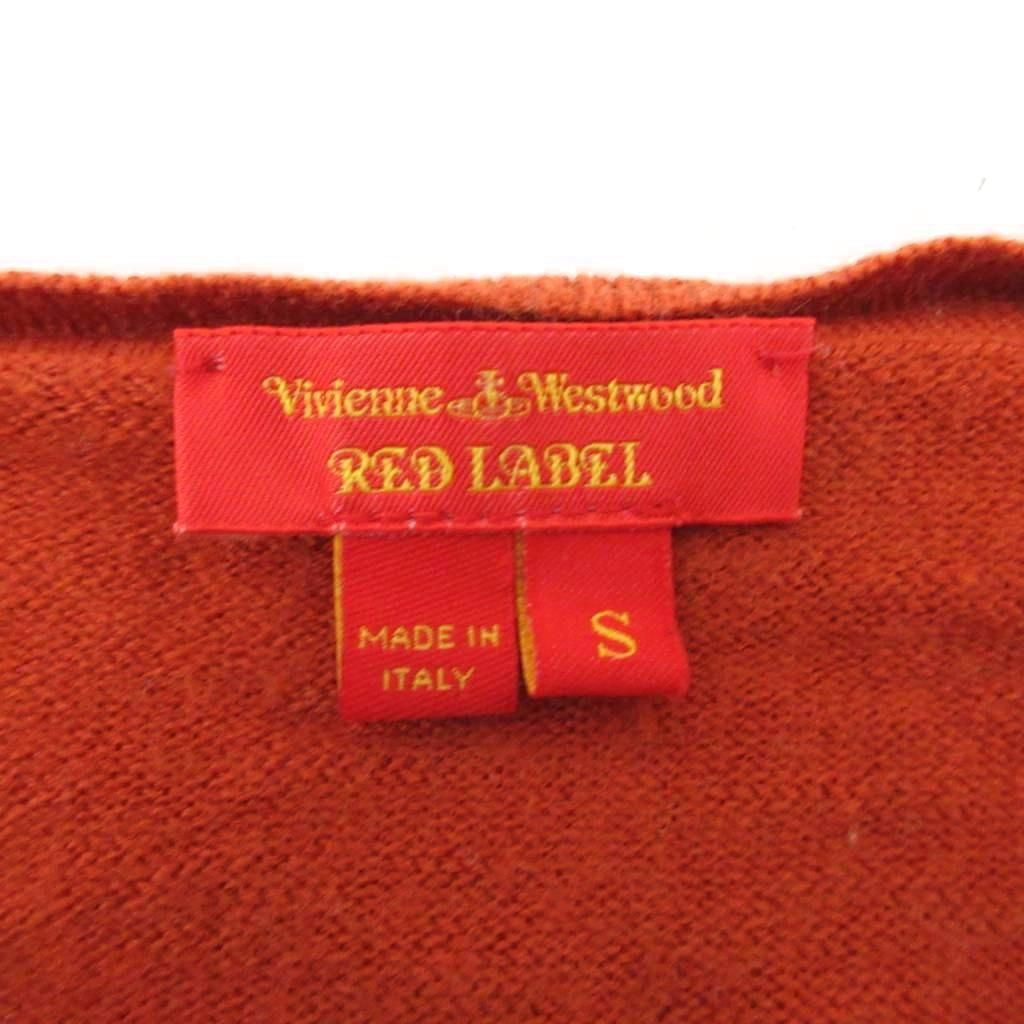 Vivienne Westwood
RED LABEL
MADE IN
ITALY
S